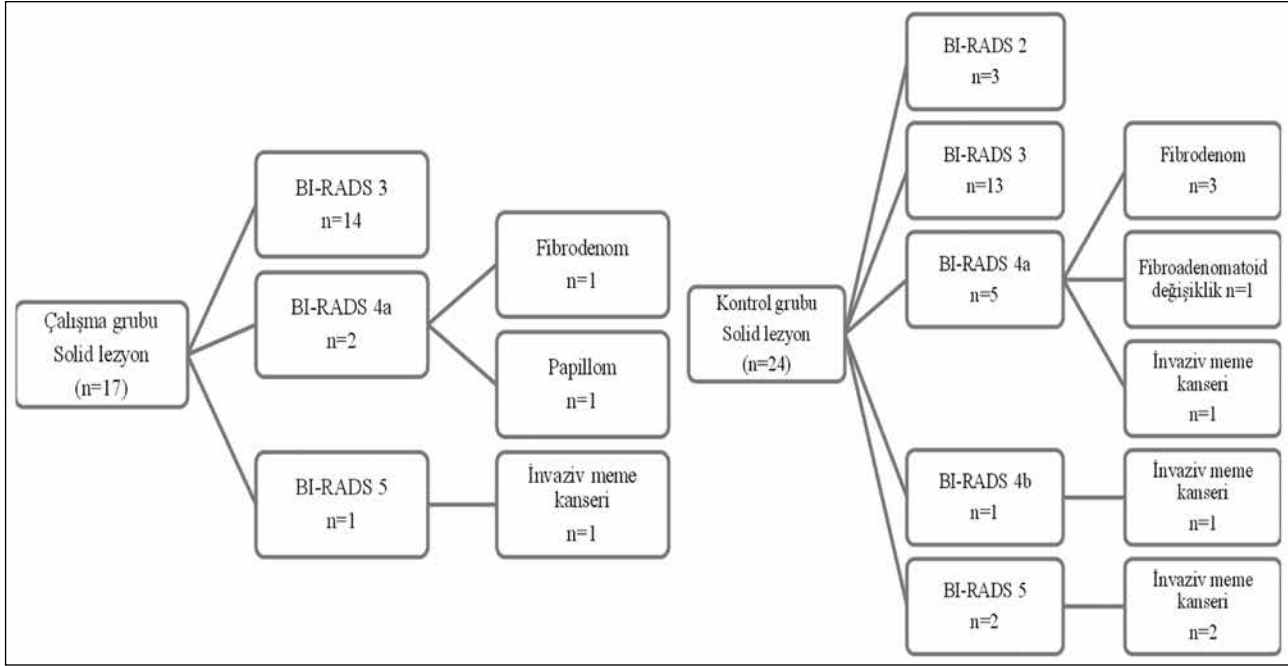 Çalışma grubu
Solid lezyon
(n=17)
BI-RADS 3
n=14
BI-RADS 4a
n=2
Fibrodenom
n=1
Papillom
n=1
BI-RADS 5
n=1
İnvaziv meme
kanseri
n=1
Kontrol grubu
Solid lezyon
(n=24)
BI-RADS 2
n=3
BI-RADS 3
n=13
BI-RADS 4a
n=5
Fibrodenom
n=3
Fibroadenomatoid
değişiklik n=1
İnvaziv meme
kanseri
n=1
BI-RADS 4b
n=1
İnvaziv meme
kanseri
n=1
BI-RADS 5
n=2
İnvaziv meme
kanseri
n=2